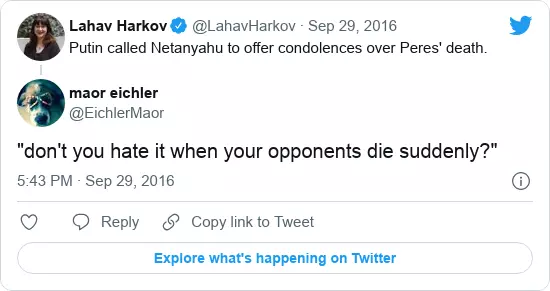 Lahav Harkov @LahavHarkov · Sep 29, 2016
Putin called Netanyahu to offer condolences over Peres' death.
maor eichler
@EichlerMaor
"don't you hate it when your opponents die suddenly?"
5:43 PM · Sep 29, 2016
Reply Copy link to Tweet
Explore what's happening on Twitter